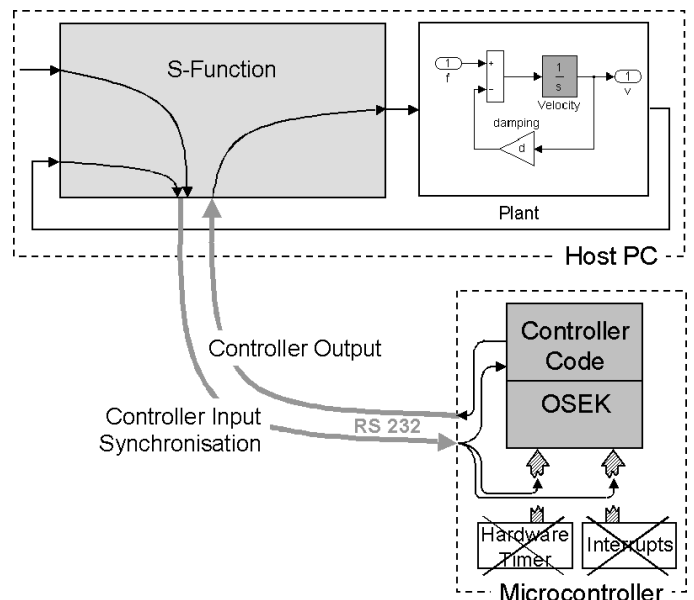 S-Function
1
f
+
−
1
s
Velocity
1
v
damping
d
Plant
Host PC
Controller Output
Controller Input
Synchronisation
RS 232
Controller
Code
OSEK
Hardware
Timer
Interrupts
Microcontroller